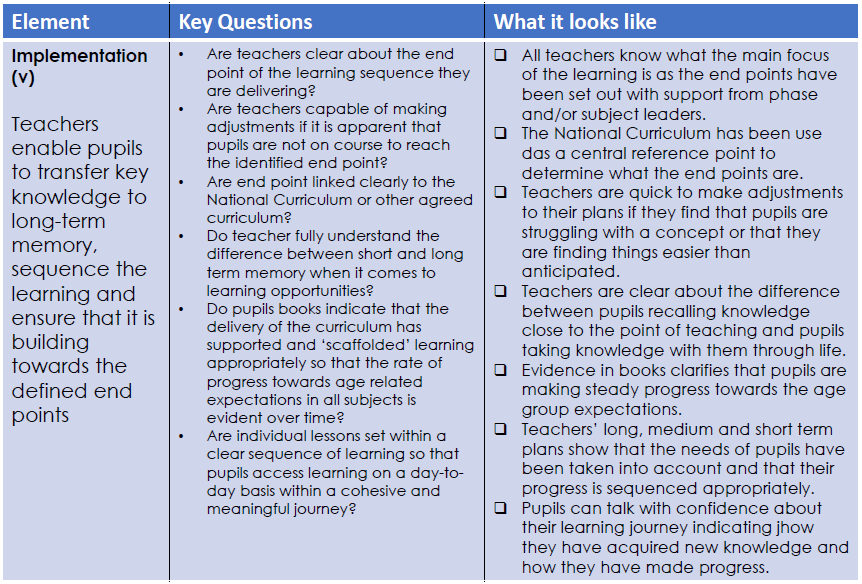 Element
Key Questions
What it looks like
Implementation
(v)
Teachers
enable pupils
to transfer key
knowledge to
long-term
memory,
sequence the
learning and
ensure that it is
building
towards the
defined end
points
• Are teachers clear about the end
point of the learning sequence they
are delivering?
• Are teachers capable of making
adjustments if it is apparent that
pupils are not on course to reach
the identified end point?
• Are end point linked clearly to the
National Curriculum or other agreed
curriculum?
• Do teacher fully understand the
difference between short and long
term memory when it comes to
learning opportunities?
• Do pupils books indicate that the
delivery of the curriculum has
supported and ‘scaffolded’ learning
appropriately so that the rate of
progress towards age related
expectations in all subjects is
evident over time?
• Are individual lessons set within a
clear sequence of learning so that
pupils access learning on a day-to-
day basis within a cohesive and
meaningful journey?
❑ All teachers know what the main focus
of the learning is as the end points have
been set out with support from phase
and/or subject leaders.
❑ The National Curriculum has been use
das a central reference point to
determine what the end points are.
❑ Teachers are quick to make adjustments
to their plans if they find that pupils are
struggling with a concept or that they
are finding things easier than
anticipated.
❑ Teachers are clear about the difference
between pupils recalling knowledge
close to the point of teaching and pupils
taking knowledge with them through life.
❑ Evidence in books clarifies that pupils are
making steady progress towards the age
group expectations.
❑ Teachers’ long, medium and short term
plans show that the needs of pupils have
been taken into account and that their
progress is sequenced appropriately.
❑ Pupils can talk with confidence about
their learning journey indicating jhow
they have acquired new knowledge and
how they have made progress.